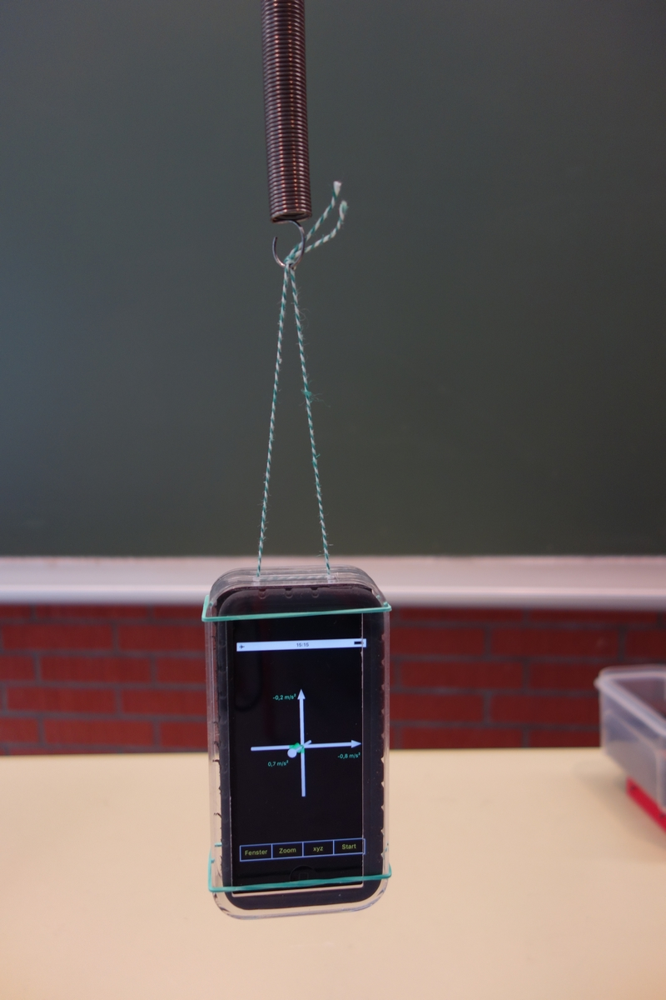 10:15
-0,2 m/s²
-0,8 m/s²
0,7 m/s²
Fenster Zoom xyz Start